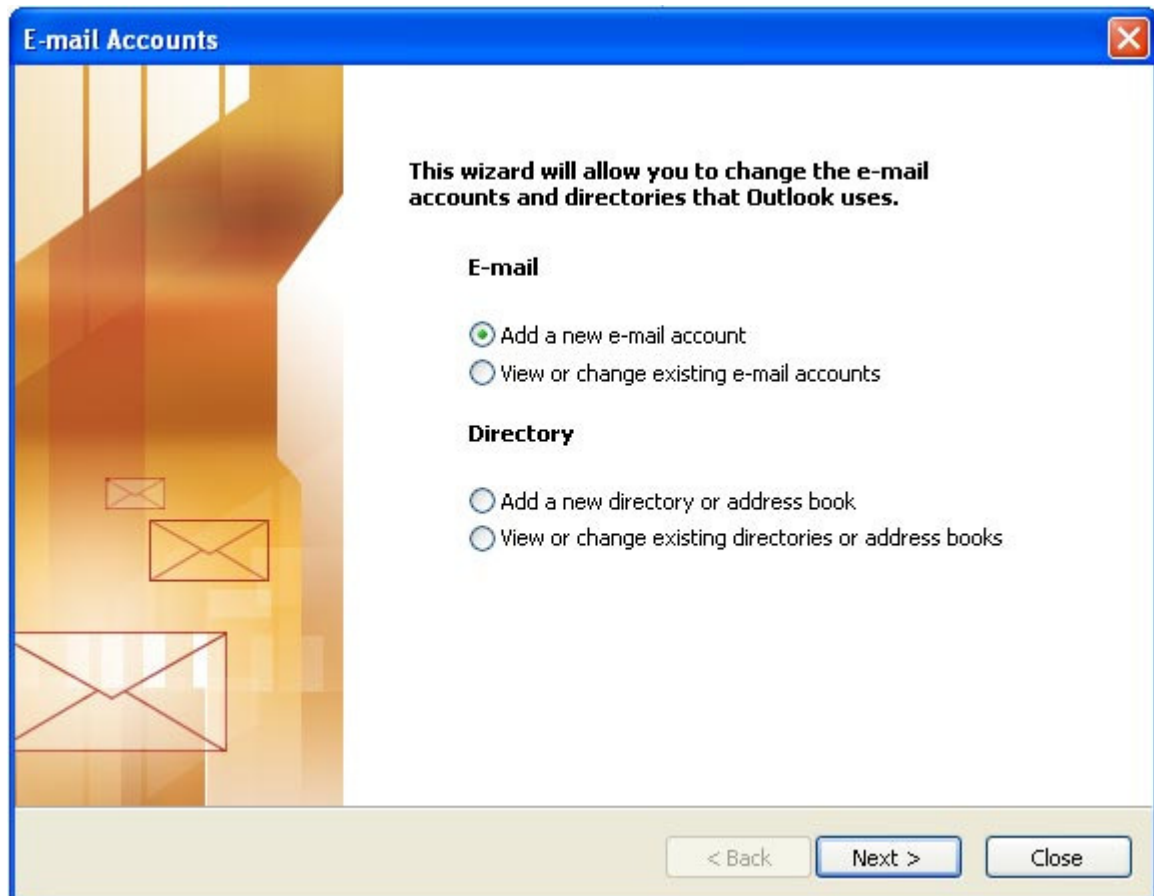 E-mail Accounts
This wizard will allow you to change the e-mail
accounts and directories that Outlook uses.
E-mail
Add a new e-mail account
View or change existing e-mail accounts
Directory
Add a new directory or address book
View or change existing directories or address books
< Back
Next >
Close